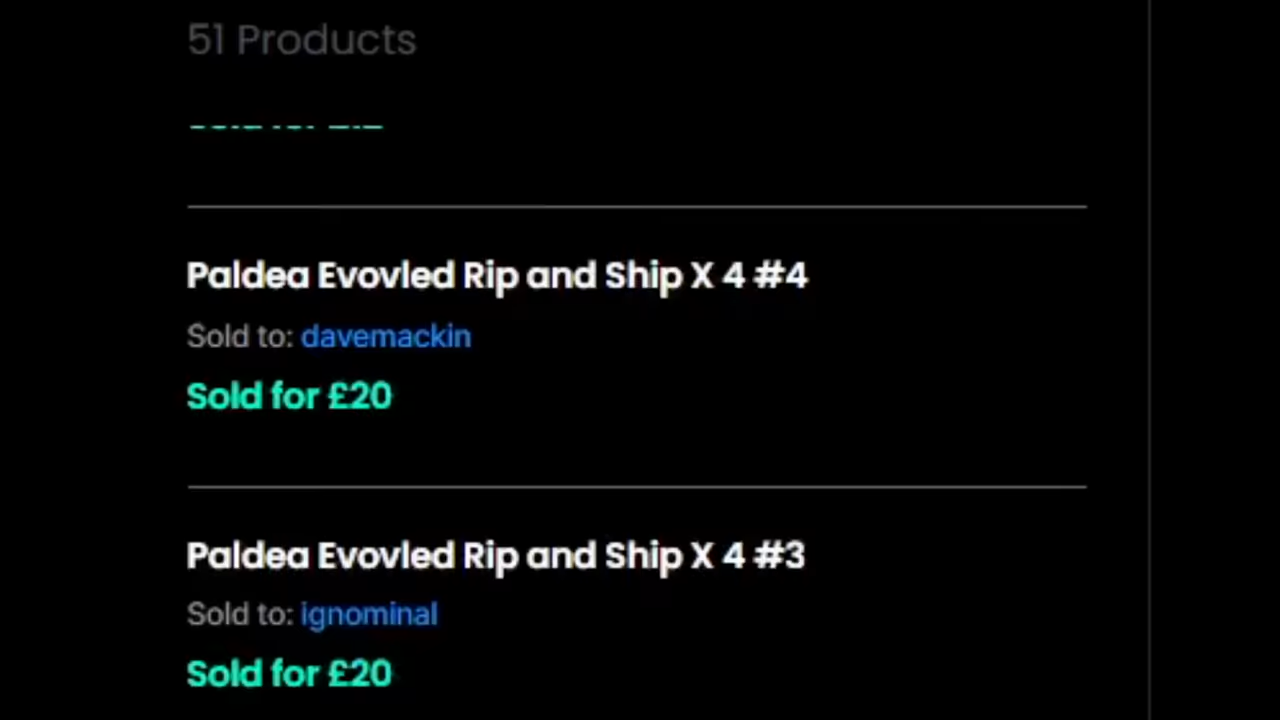 51 Products
Paldea Evovled Rip and Ship X 4 #4
Sold to: davemackin
Sold for £20
Paldea Evovled Rip and Ship X 4 #3
Sold to: ignominal
Sold for £20